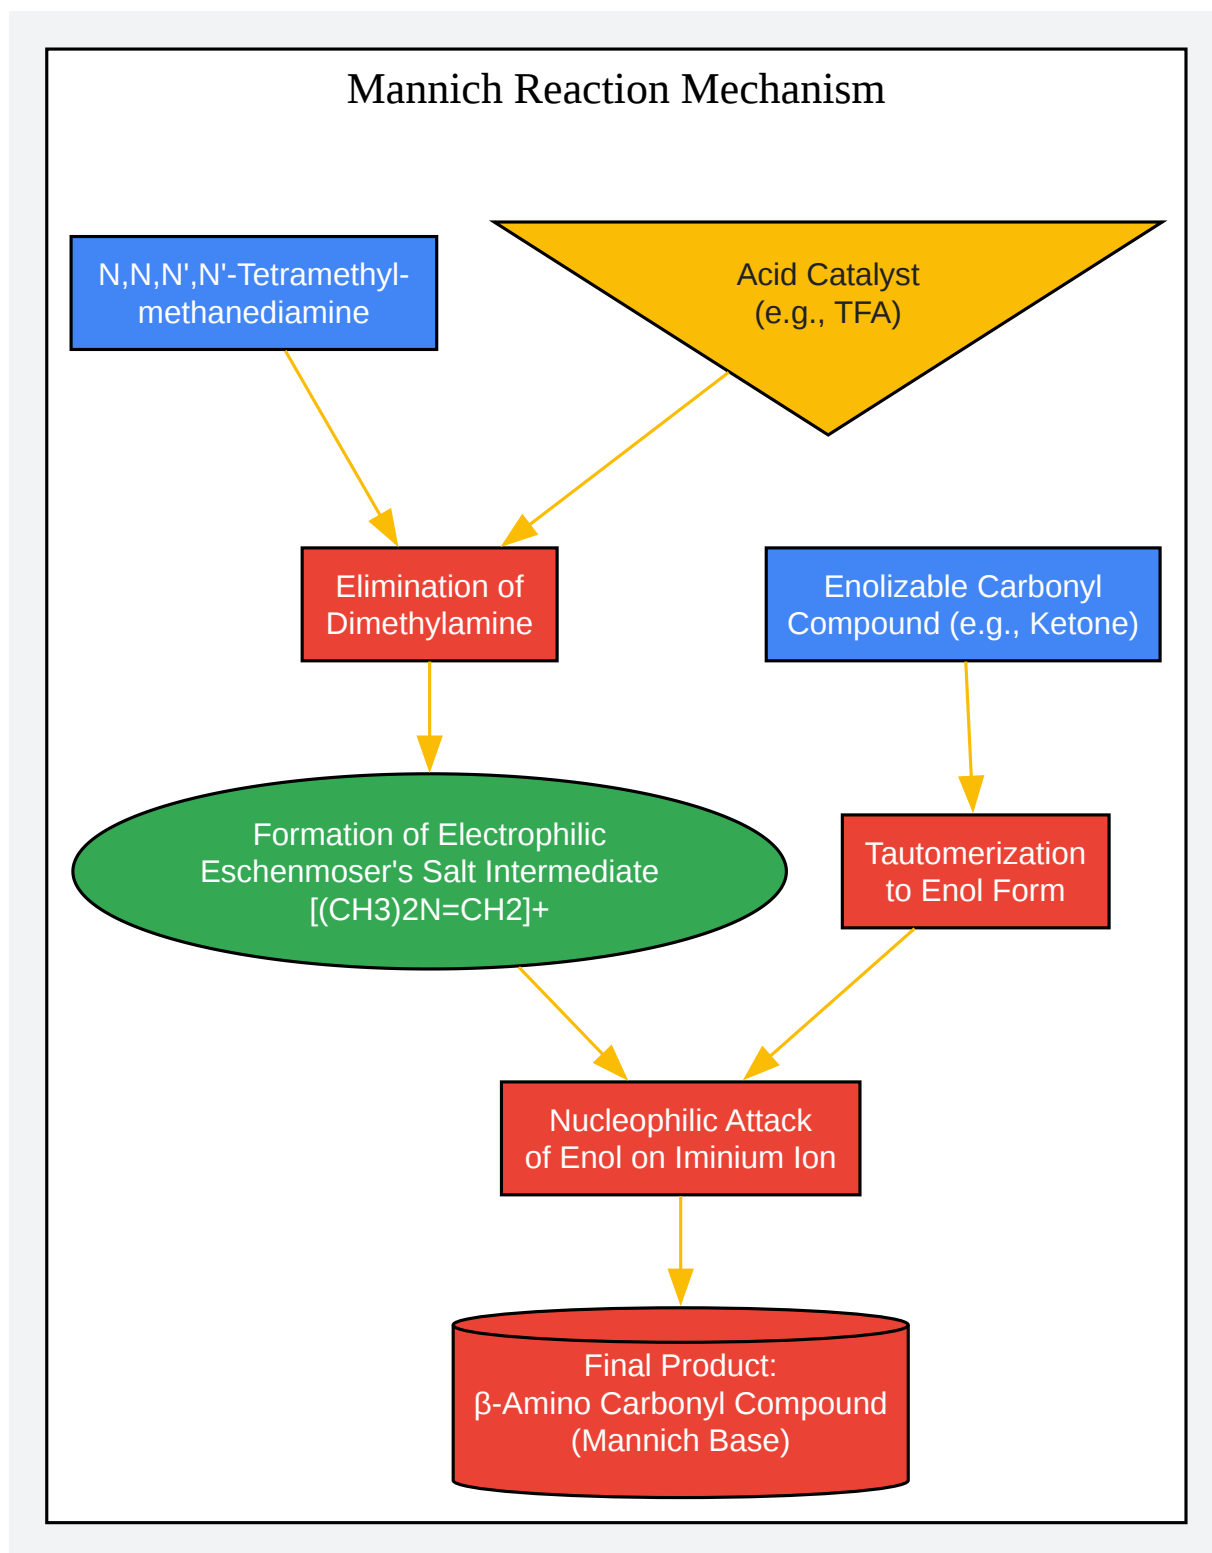 Mannich Reaction Mechanism
N,N,N',N'-Tetramethyl-
methanediamine
Acid Catalyst
(e.g., TFA)
Elimination of
Dimethylamine
Enolizable Carbonyl
Compound (e.g., Ketone)
Formation of Electrophilic
Eschenmoser's Salt Intermediate
[(CH3)2N=CH2]+
Tautomerization
to Enol Form
Nucleophilic Attack
of Enol on Iminium Ion
Final Product:
β-Amino Carbonyl Compound
(Mannich Base)